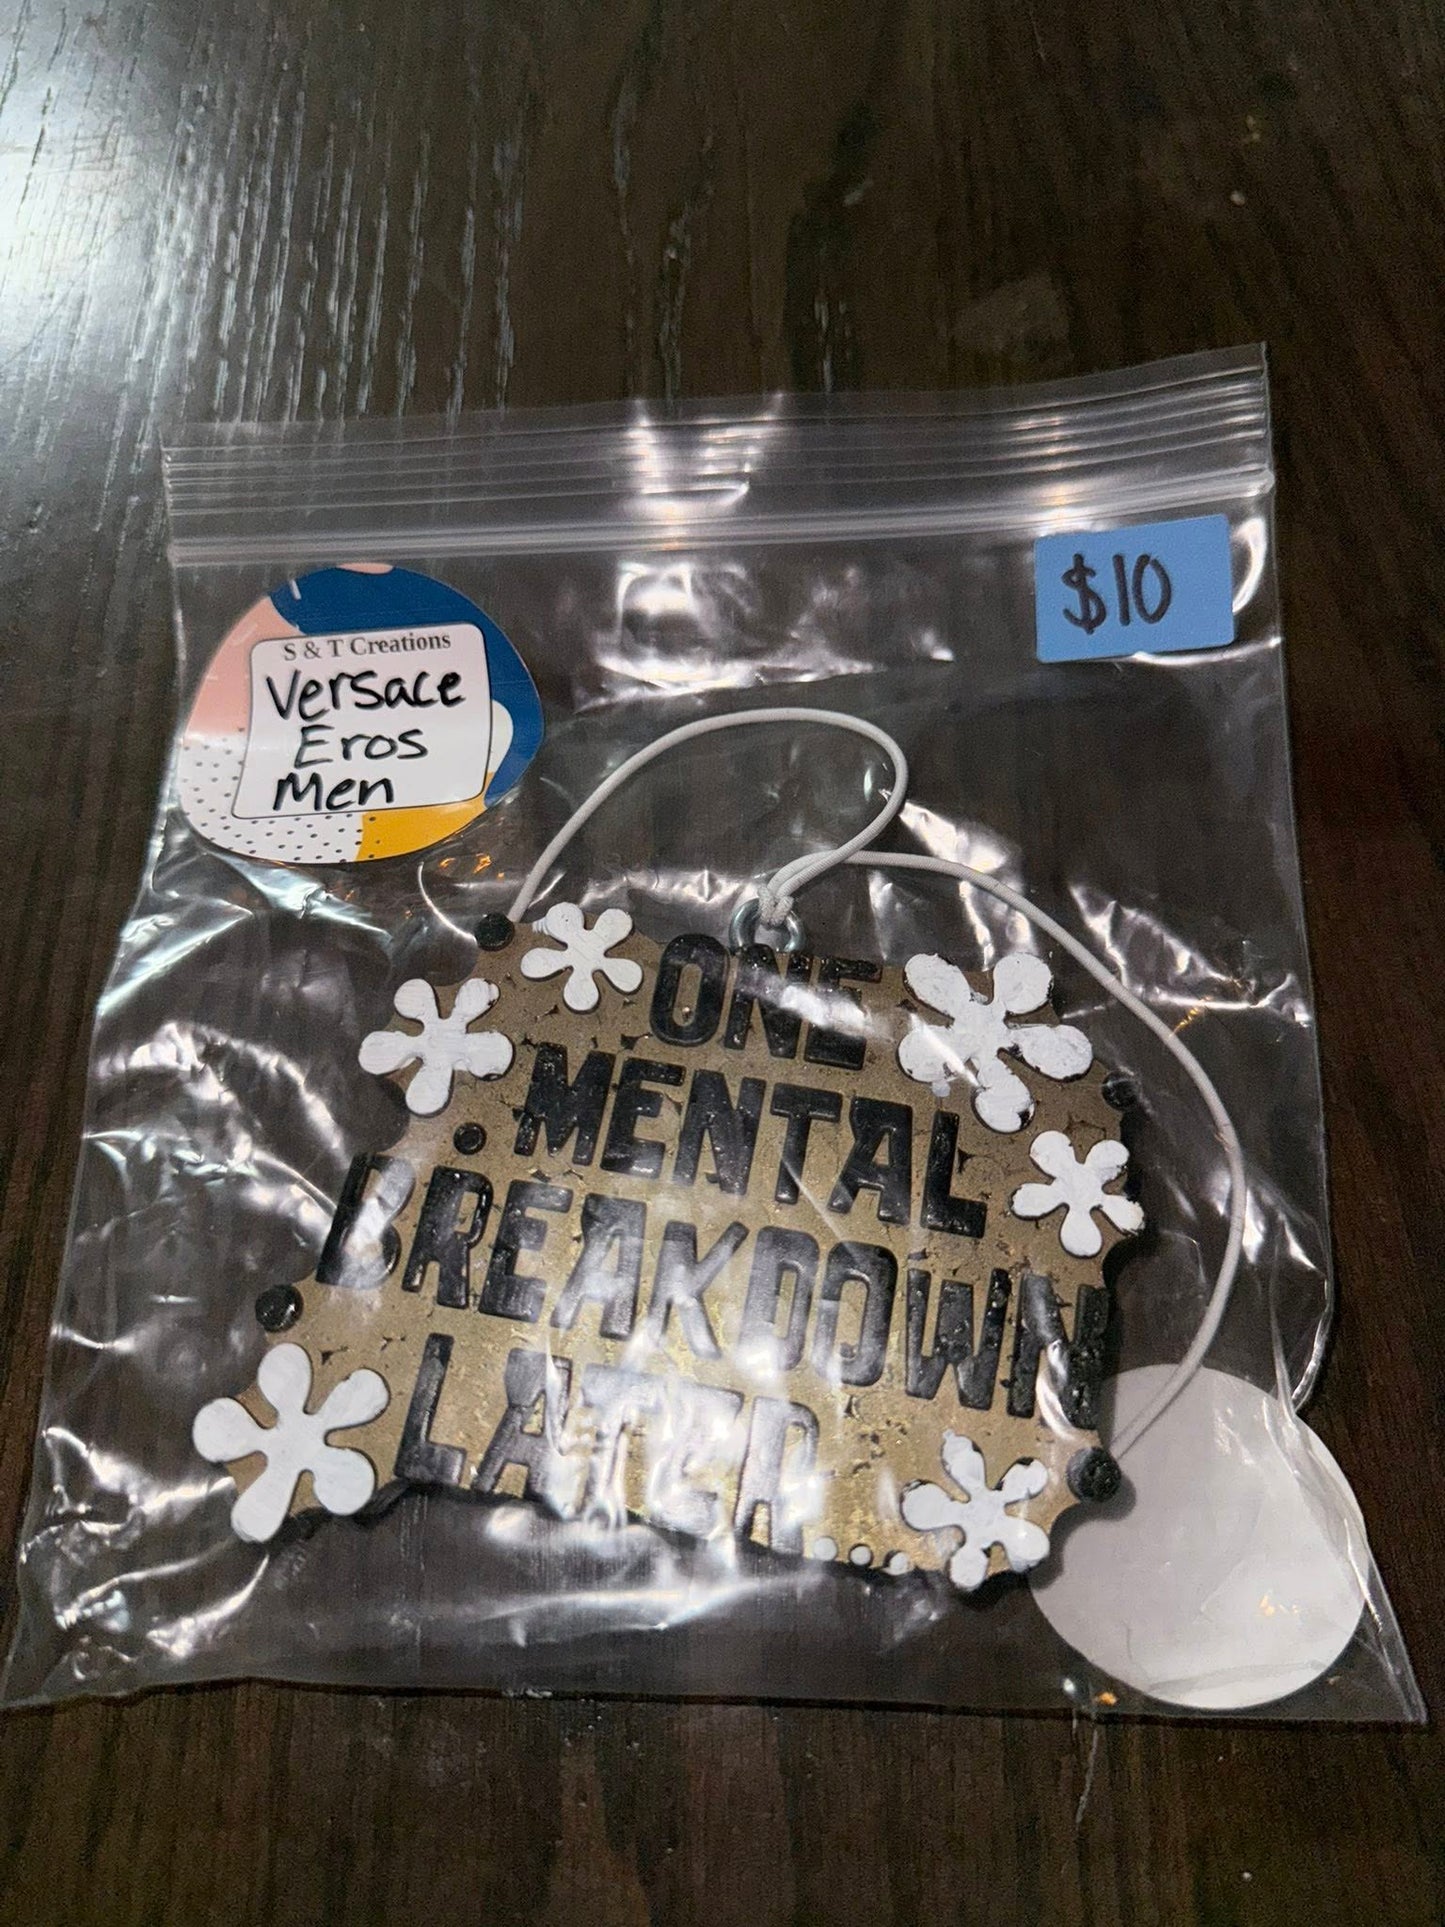 $10
S & T Creations
Versace
Eros
Men
ONE
MENTAL
BREAKDOWN
LATER...